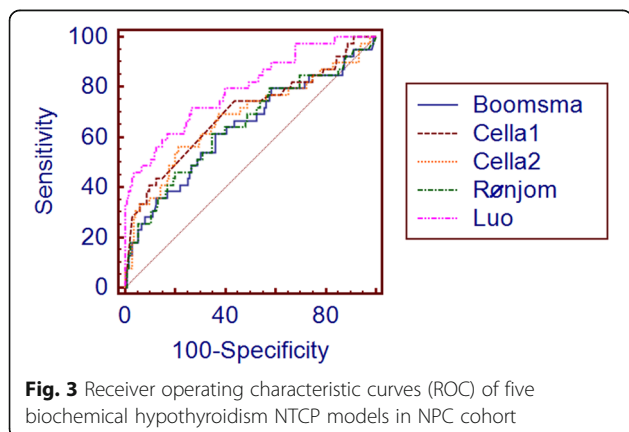 100
80
60
40
20
0
Sensitivity
0 40 80
100-Specificity
Boomsma
Cella1
Cella2
Rønjom
Luo
Fig. 3 Receiver operating characteristic curves (ROC) of five
biochemical hypothyroidism NTCP models in NPC cohort